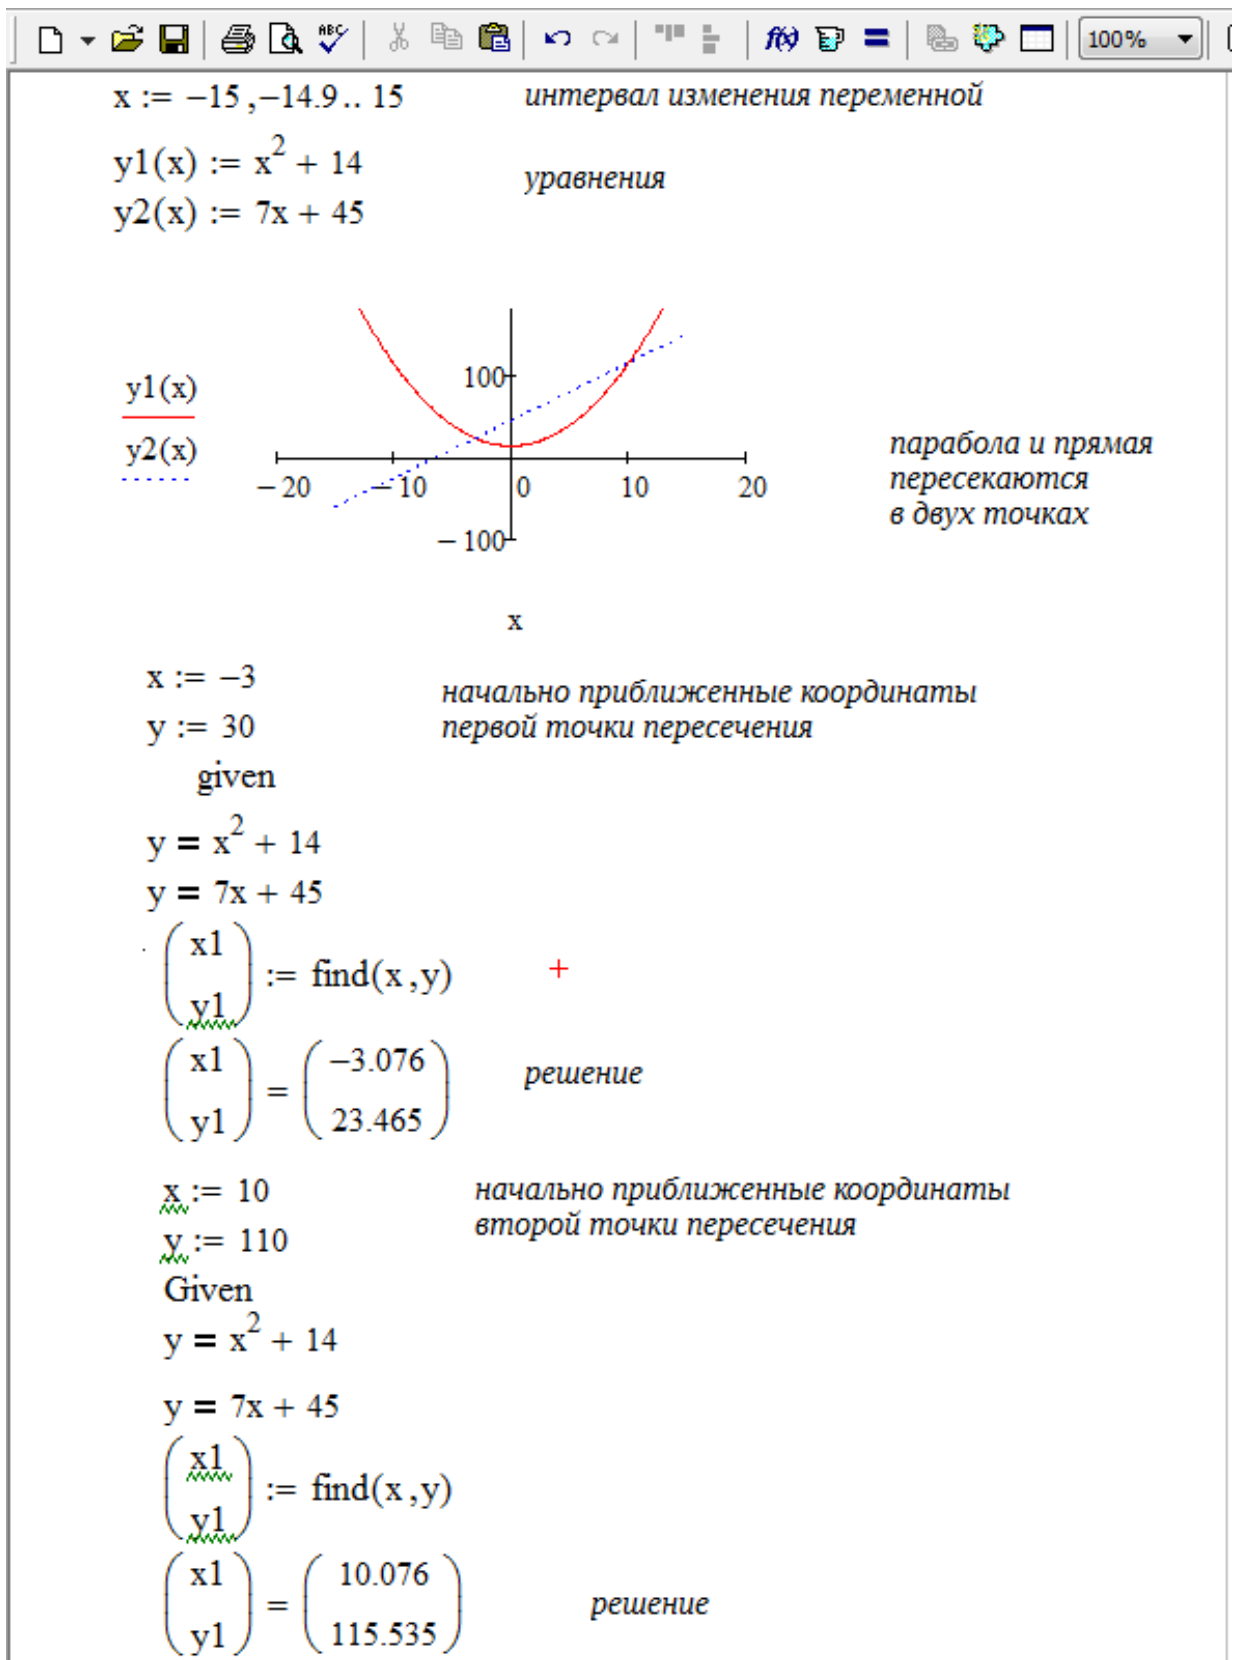 ABC
100%
x := −15 , −14.9 .. 15 интервал изменения переменной
y1(x) := x² + 14
уравнения
y2(x) := 7x + 45
100
y1(x)
y2(x)
парабола и прямая
пересекаются
в двух точках
−20 −10 0 10 20
−100
x
x := −3
начально приближенные координаты
y := 30 первой точки пересечения
given
y = x² + 14
y = 7x + 45
(x1
y1) := find(x , y)
(x1
y1) = (−3.076
23.465) решение
x := 10 начально приближенные координаты
y := 110 второй точки пересечения
Given
y = x² + 14
y = 7x + 45
(x1
y1) := find(x , y)
(x1
y1) = (10.076
115.535) решение